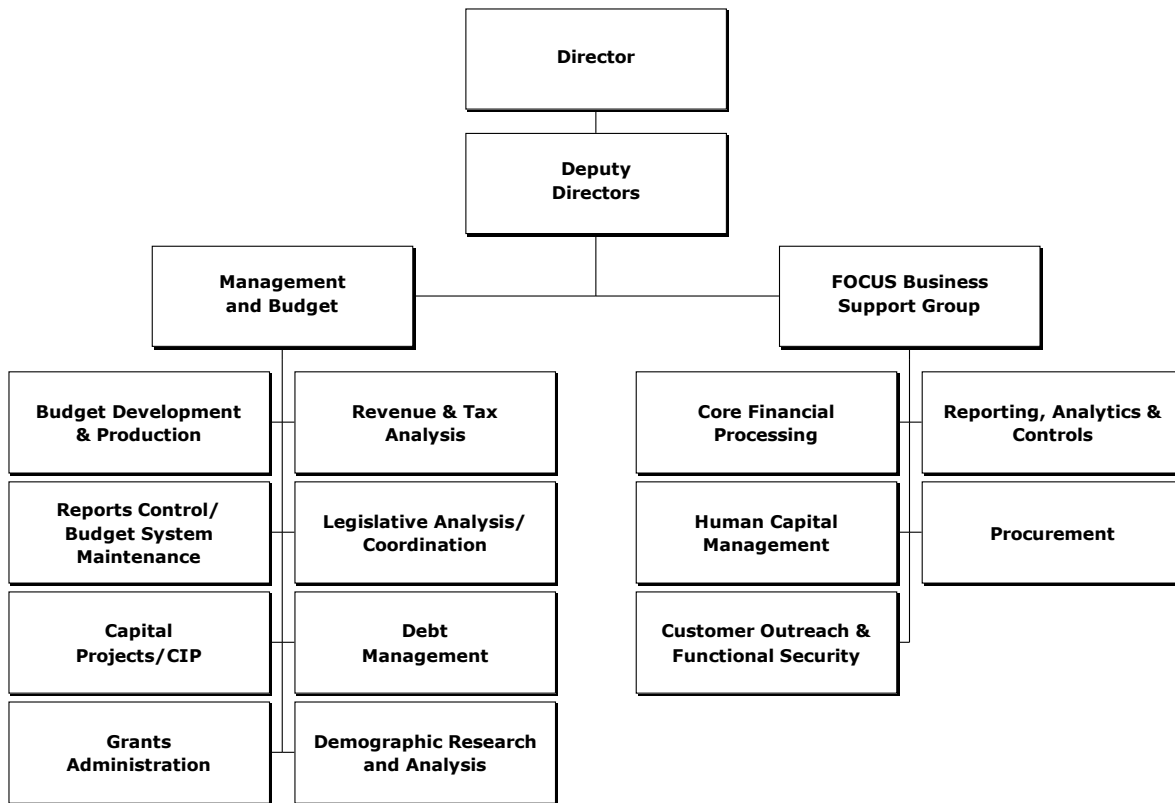 Director
Deputy
Directors
Management
and Budget
FOCUS Business
Support Group
Budget Development
& Production
Revenue & Tax
Analysis
Core Financial
Processing
Reporting, Analytics &
Controls
Reports Control/
Budget System
Maintenance
Legislative Analysis/
Coordination
Human Capital
Management
Procurement
Capital
Projects/CIP
Debt
Management
Customer Outreach &
Functional Security
Grants
Administration
Demographic Research
and Analysis